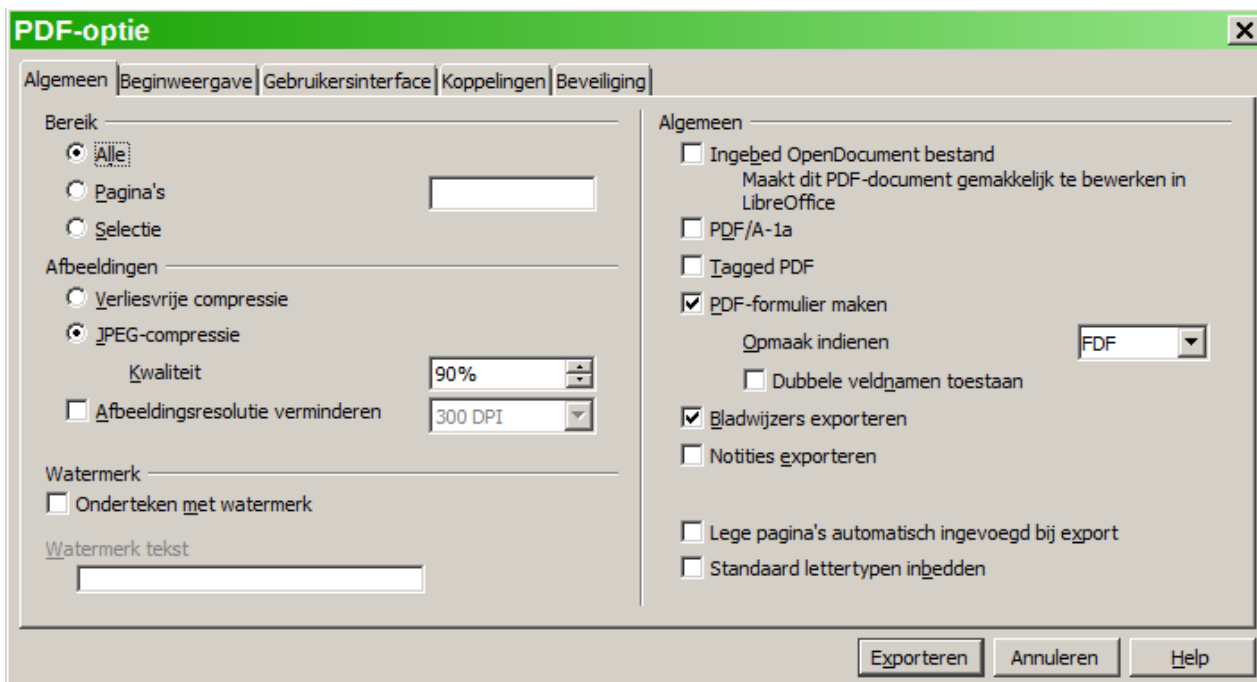 PDF-optie
Algemeen Beginweergave Gebruikersinterface Koppelingen Beveiliging
Bereik
Alle
Pagina's
Selectie
Afbeeldingen
Verliesvrije compressie
JPEG-compressie
Kwaliteit 90%
Afbeeldingsresolutie verminderen 300 DPI
Watermerk
Onderteken met watermerk
Watermerk tekst
Algemeen
Ingebed OpenDocument bestand
Maakt dit PDF-document gemakkelijk te bewerken in
LibreOffice
PDF/A-1a
Tagged PDF
PDF-formulier maken
Opmaak indienen FDF
Dubbele veldnamen toestaan
Bladwijzers exporteren
Notities exporteren
Lege pagina's automatisch ingevoegd bij export
Standaard lettertypen inbedden
Exporteren Annuleren Help